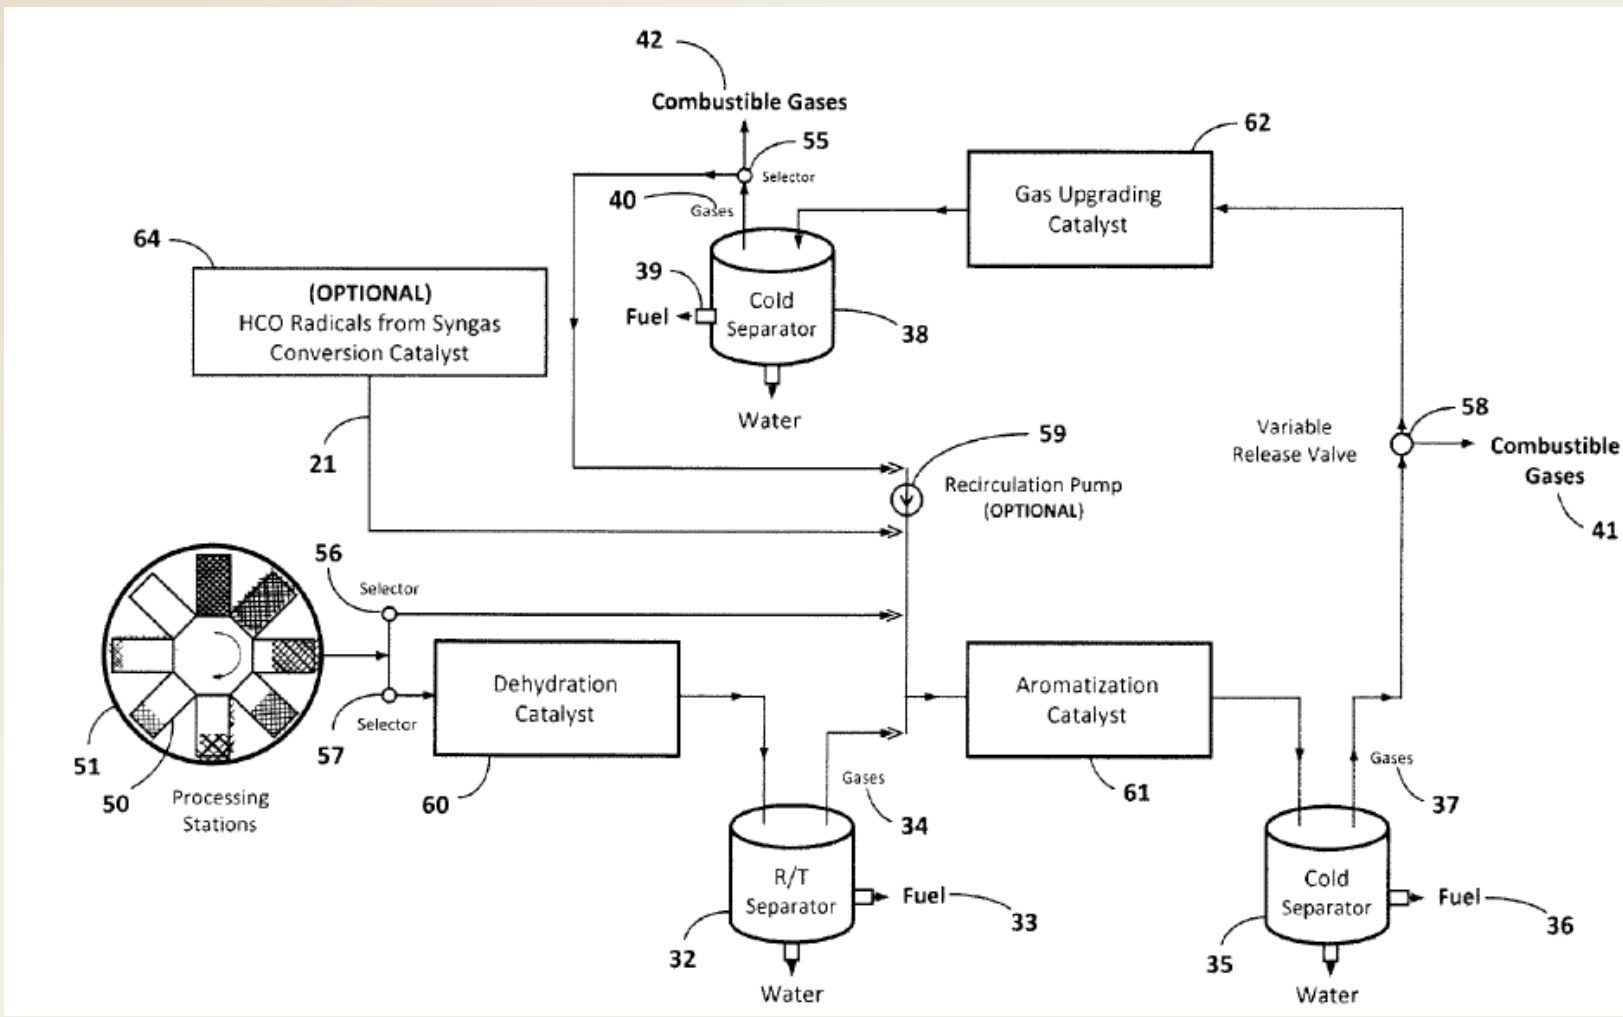 42
Combustible Gases
55
Selector
40
Gases
62
Gas Upgrading
Catalyst
64
(OPTIONAL)
HCO Radicals from Syngas
Conversion Catalyst
39
Fuel
Cold
Separator
38
Water
21
59
Recirculation Pump
(OPTIONAL)
Variable
Release Valve
58
Combustible
Gases
41
56
Selector
57
Selector
51
50
Processing
Stations
Dehydration
Catalyst
60
Gases
34
R/T
Separator
32
Fuel
33
Water
Aromatization
Catalyst
61
Gases
37
Cold
Separator
35
Fuel
36
Water